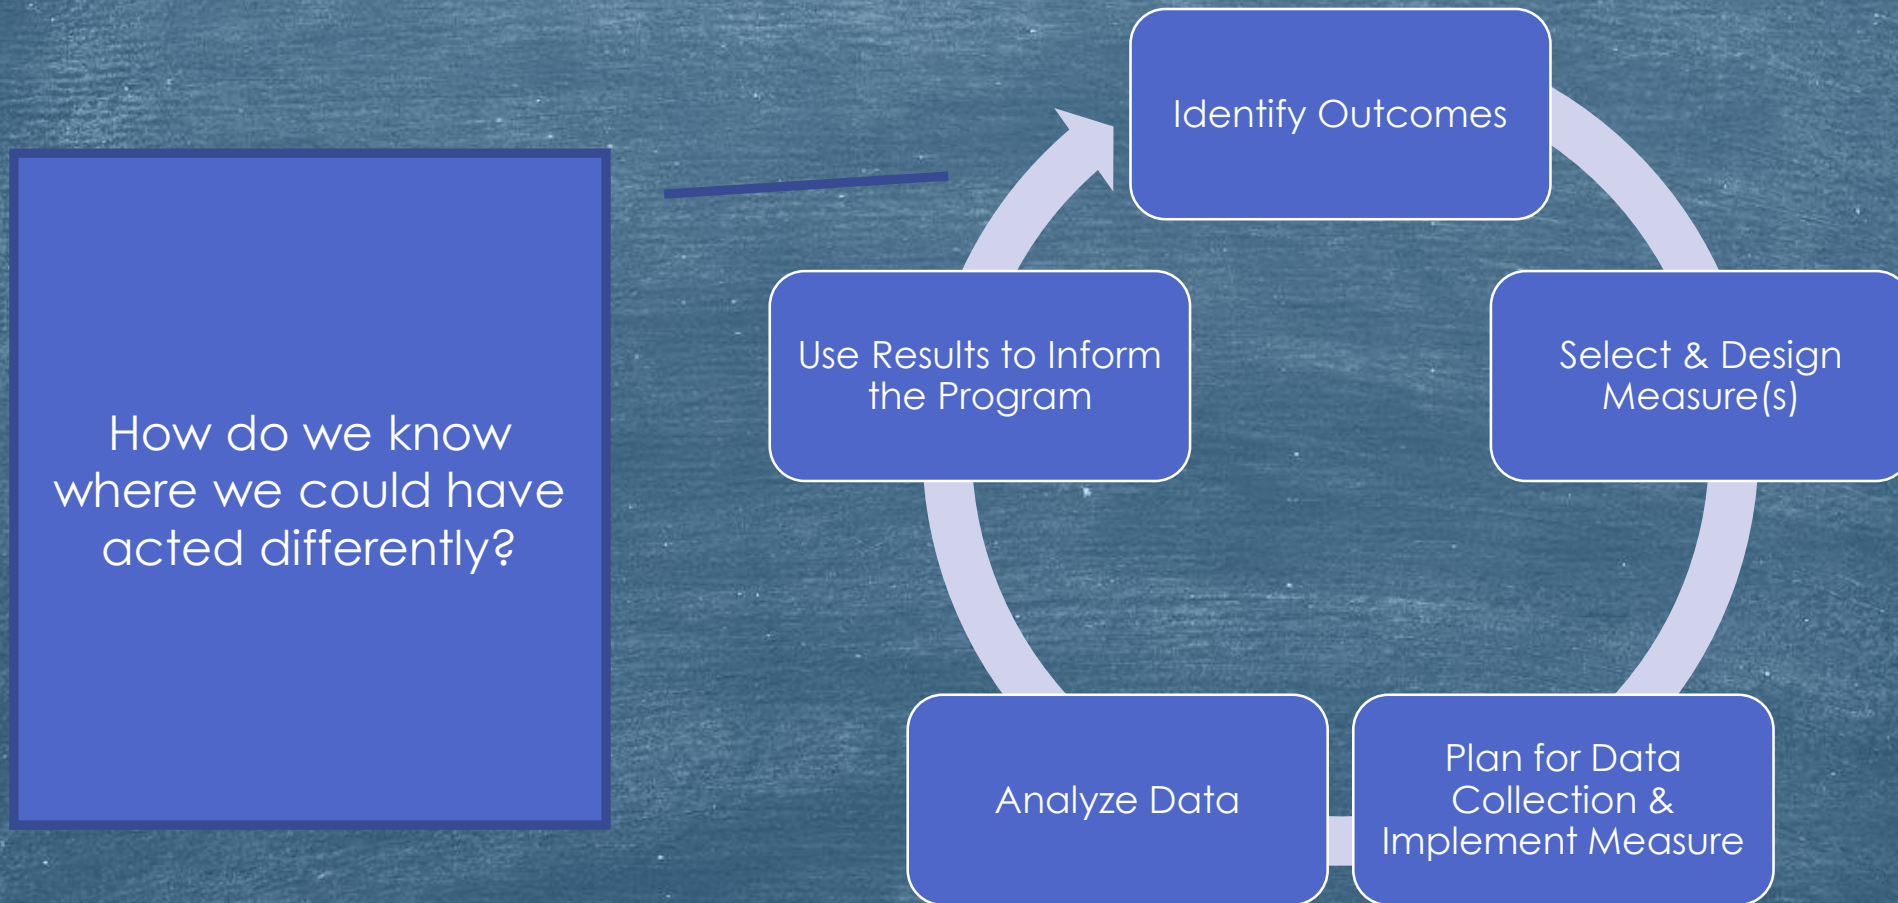 How do we know
where we could have
acted differently?
Identify Outcomes
Select & Design
Measure(s)
Plan for Data
Collection &
Implement Measure
Analyze Data
Use Results to Inform
the Program